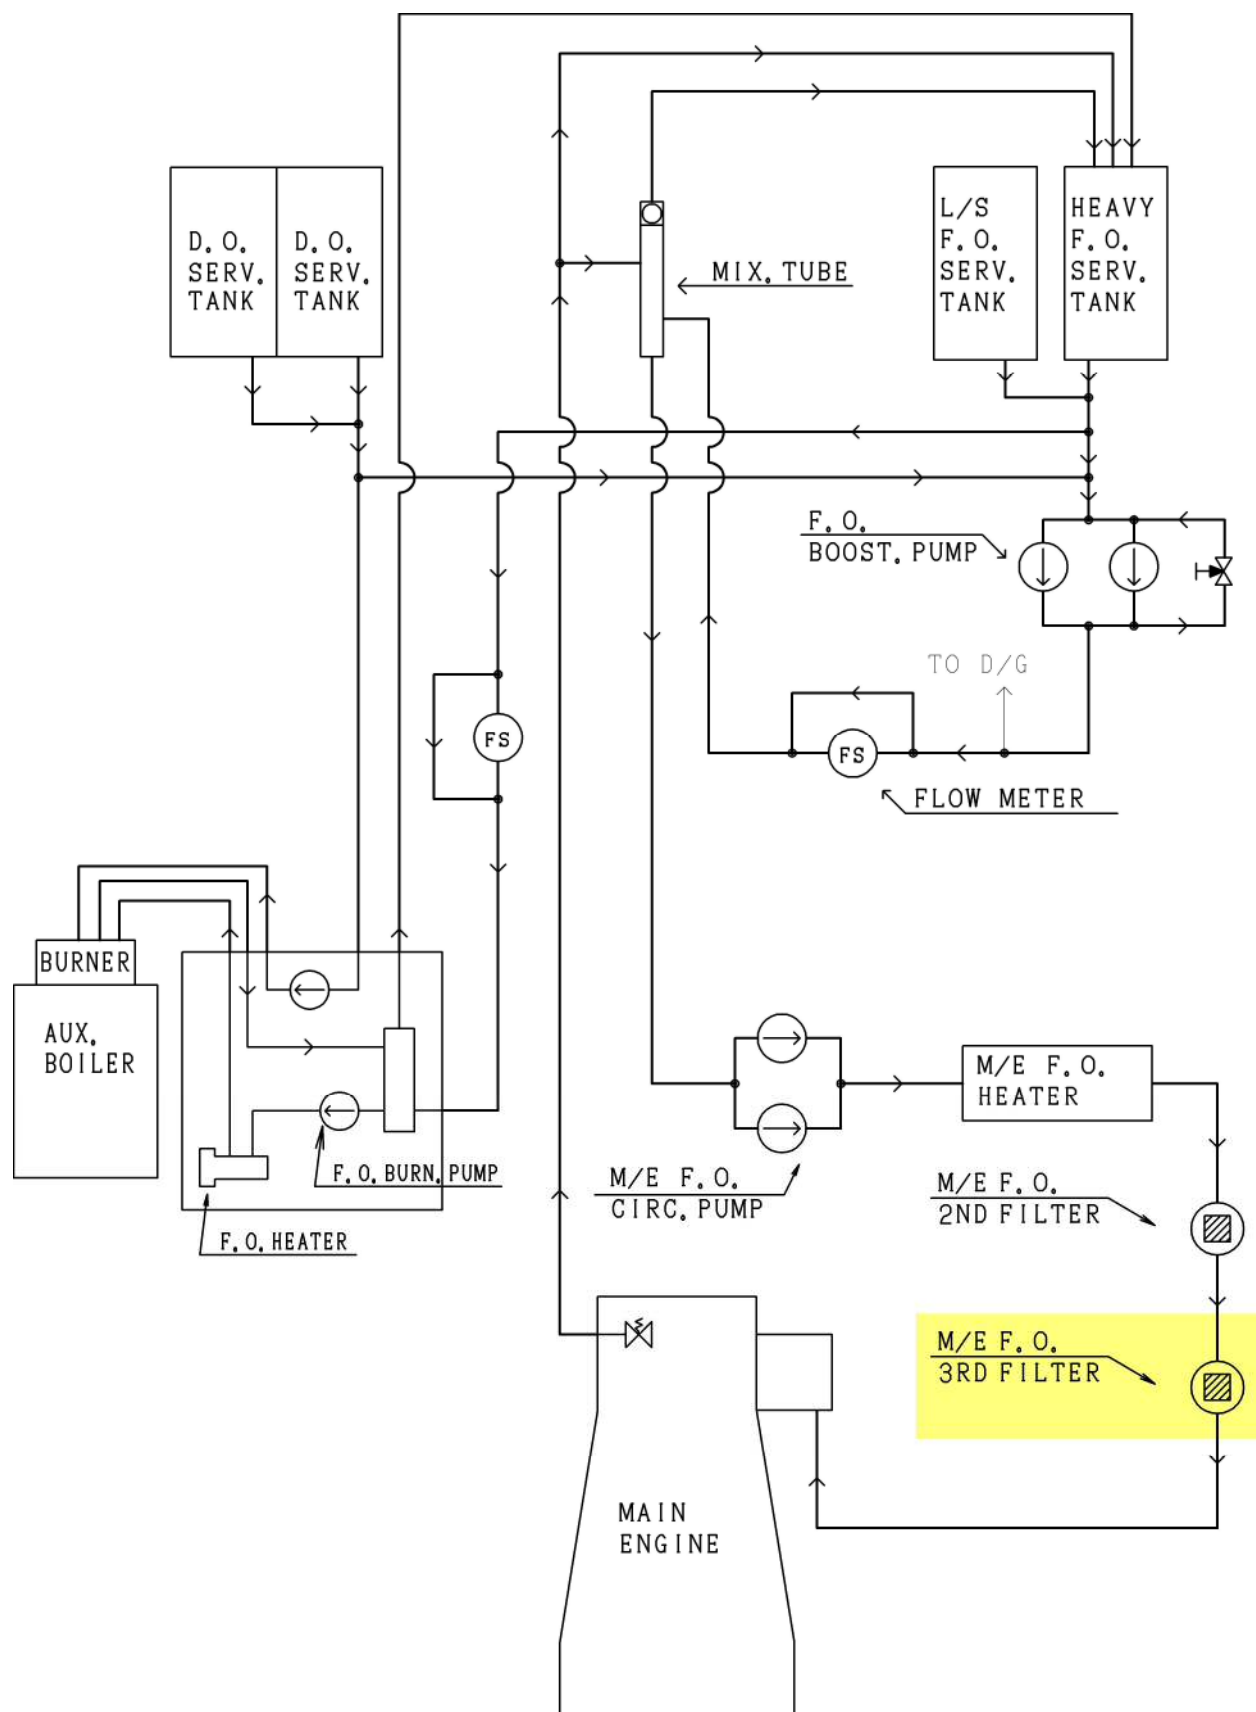 D.O.
SERV.
TANK
D.O.
SERV.
TANK
MIX. TUBE
L/S
F.O.
SERV.
TANK
HEAVY
F.O.
SERV.
TANK
F.O.
BOOST. PUMP
TO D/G
FS
FS
FLOW METER
BURNER
AUX.
BOILER
F.O. BURN. PUMP
F.O. HEATER
M/E F.O.
CIRC. PUMP
M/E F.O.
HEATER
M/E F.O.
2ND FILTER
M/E F.O.
3RD FILTER
MAIN
ENGINE